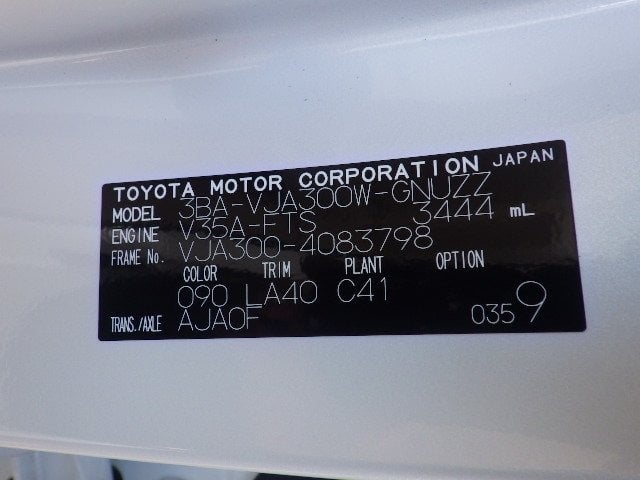 TOYOTA MOTOR CORPORATION JAPAN
MODEL 3BA-VJA300W-GNUZZ
ENGINE V35A-FTS 3444 mL
FRAME No. VJA300-4083798
COLOR TRIM PLANT OPTION
090 LA40 C41
TRANS./AXLE AJA0F 0359